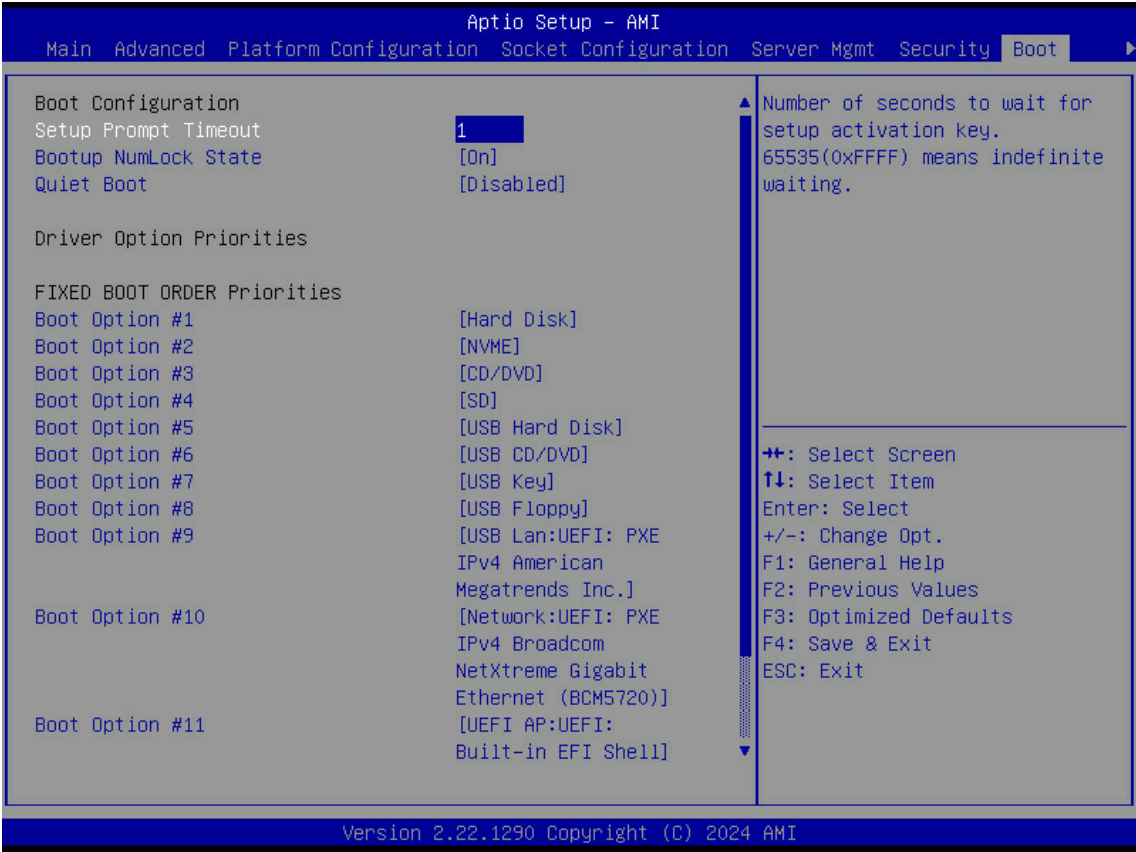 Aptio Setup – AMI
Main Advanced Platform Configuration Socket Configuration Server Mgmt Security Boot
Boot Configuration
Setup Prompt Timeout 1
Bootup NumLock State [On]
Quiet Boot [Disabled]
Driver Option Priorities
FIXED BOOT ORDER Priorities
Boot Option #1 [Hard Disk]
Boot Option #2 [NVME]
Boot Option #3 [CD/DVD]
Boot Option #4 [SD]
Boot Option #5 [USB Hard Disk]
Boot Option #6 [USB CD/DVD]
Boot Option #7 [USB Key]
Boot Option #8 [USB Floppy]
Boot Option #9 [USB Lan:UEFI: PXE
IPv4 American
Megatrends Inc.]
Boot Option #10 [Network:UEFI: PXE
IPv4 Broadcom
NetXtreme Gigabit
Ethernet (BCM5720)]
Boot Option #11 [UEFI AP:UEFI:
Built-in EFI Shell]
Number of seconds to wait for
setup activation key.
65535(0xFFFF) means indefinite
waiting.
→←: Select Screen
↑↓: Select Item
Enter: Select
+/-: Change Opt.
F1: General Help
F2: Previous Values
F3: Optimized Defaults
F4: Save & Exit
ESC: Exit
Version 2.22.1290 Copyright (C) 2024 AMI